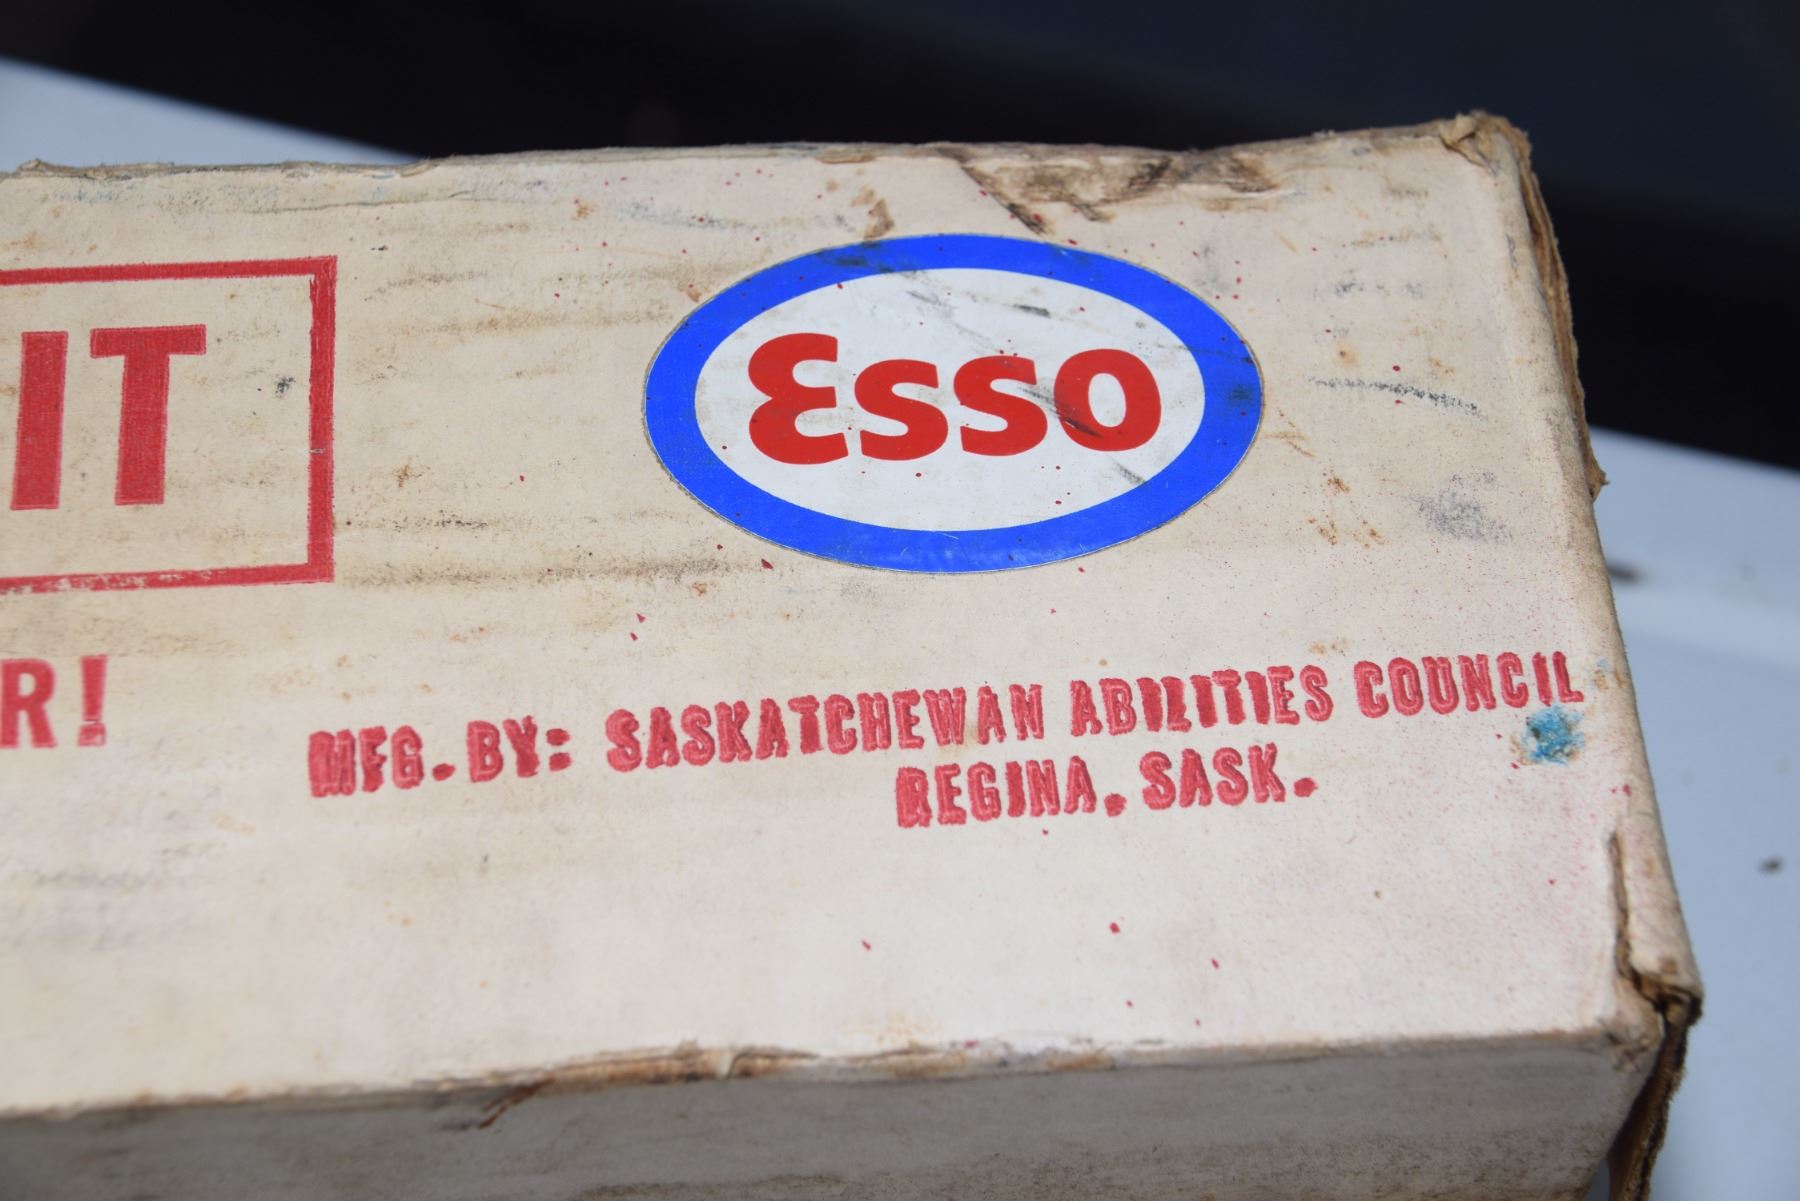 IT
Esso
R!
MFG. BY: SASKATCHEWAN ABILITIES COUNCIL
REGINA, SASK.